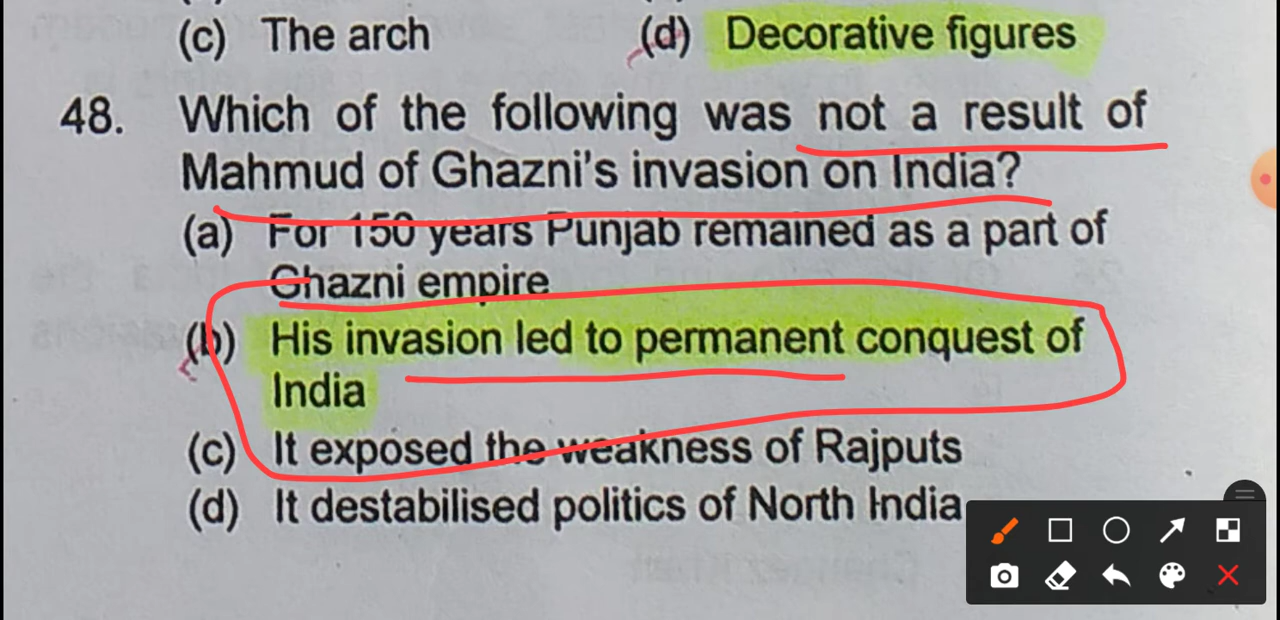 (c) The arch (d) Decorative figures
48. Which of the following was not a result of
Mahmud of Ghazni's invasion on India?
(a) For 150 years Punjab remained as a part of
Ghazni empire
(b) His invasion led to permanent conquest of
India
(c) It exposed the weakness of Rajputs
(d) It destabilised politics of North India